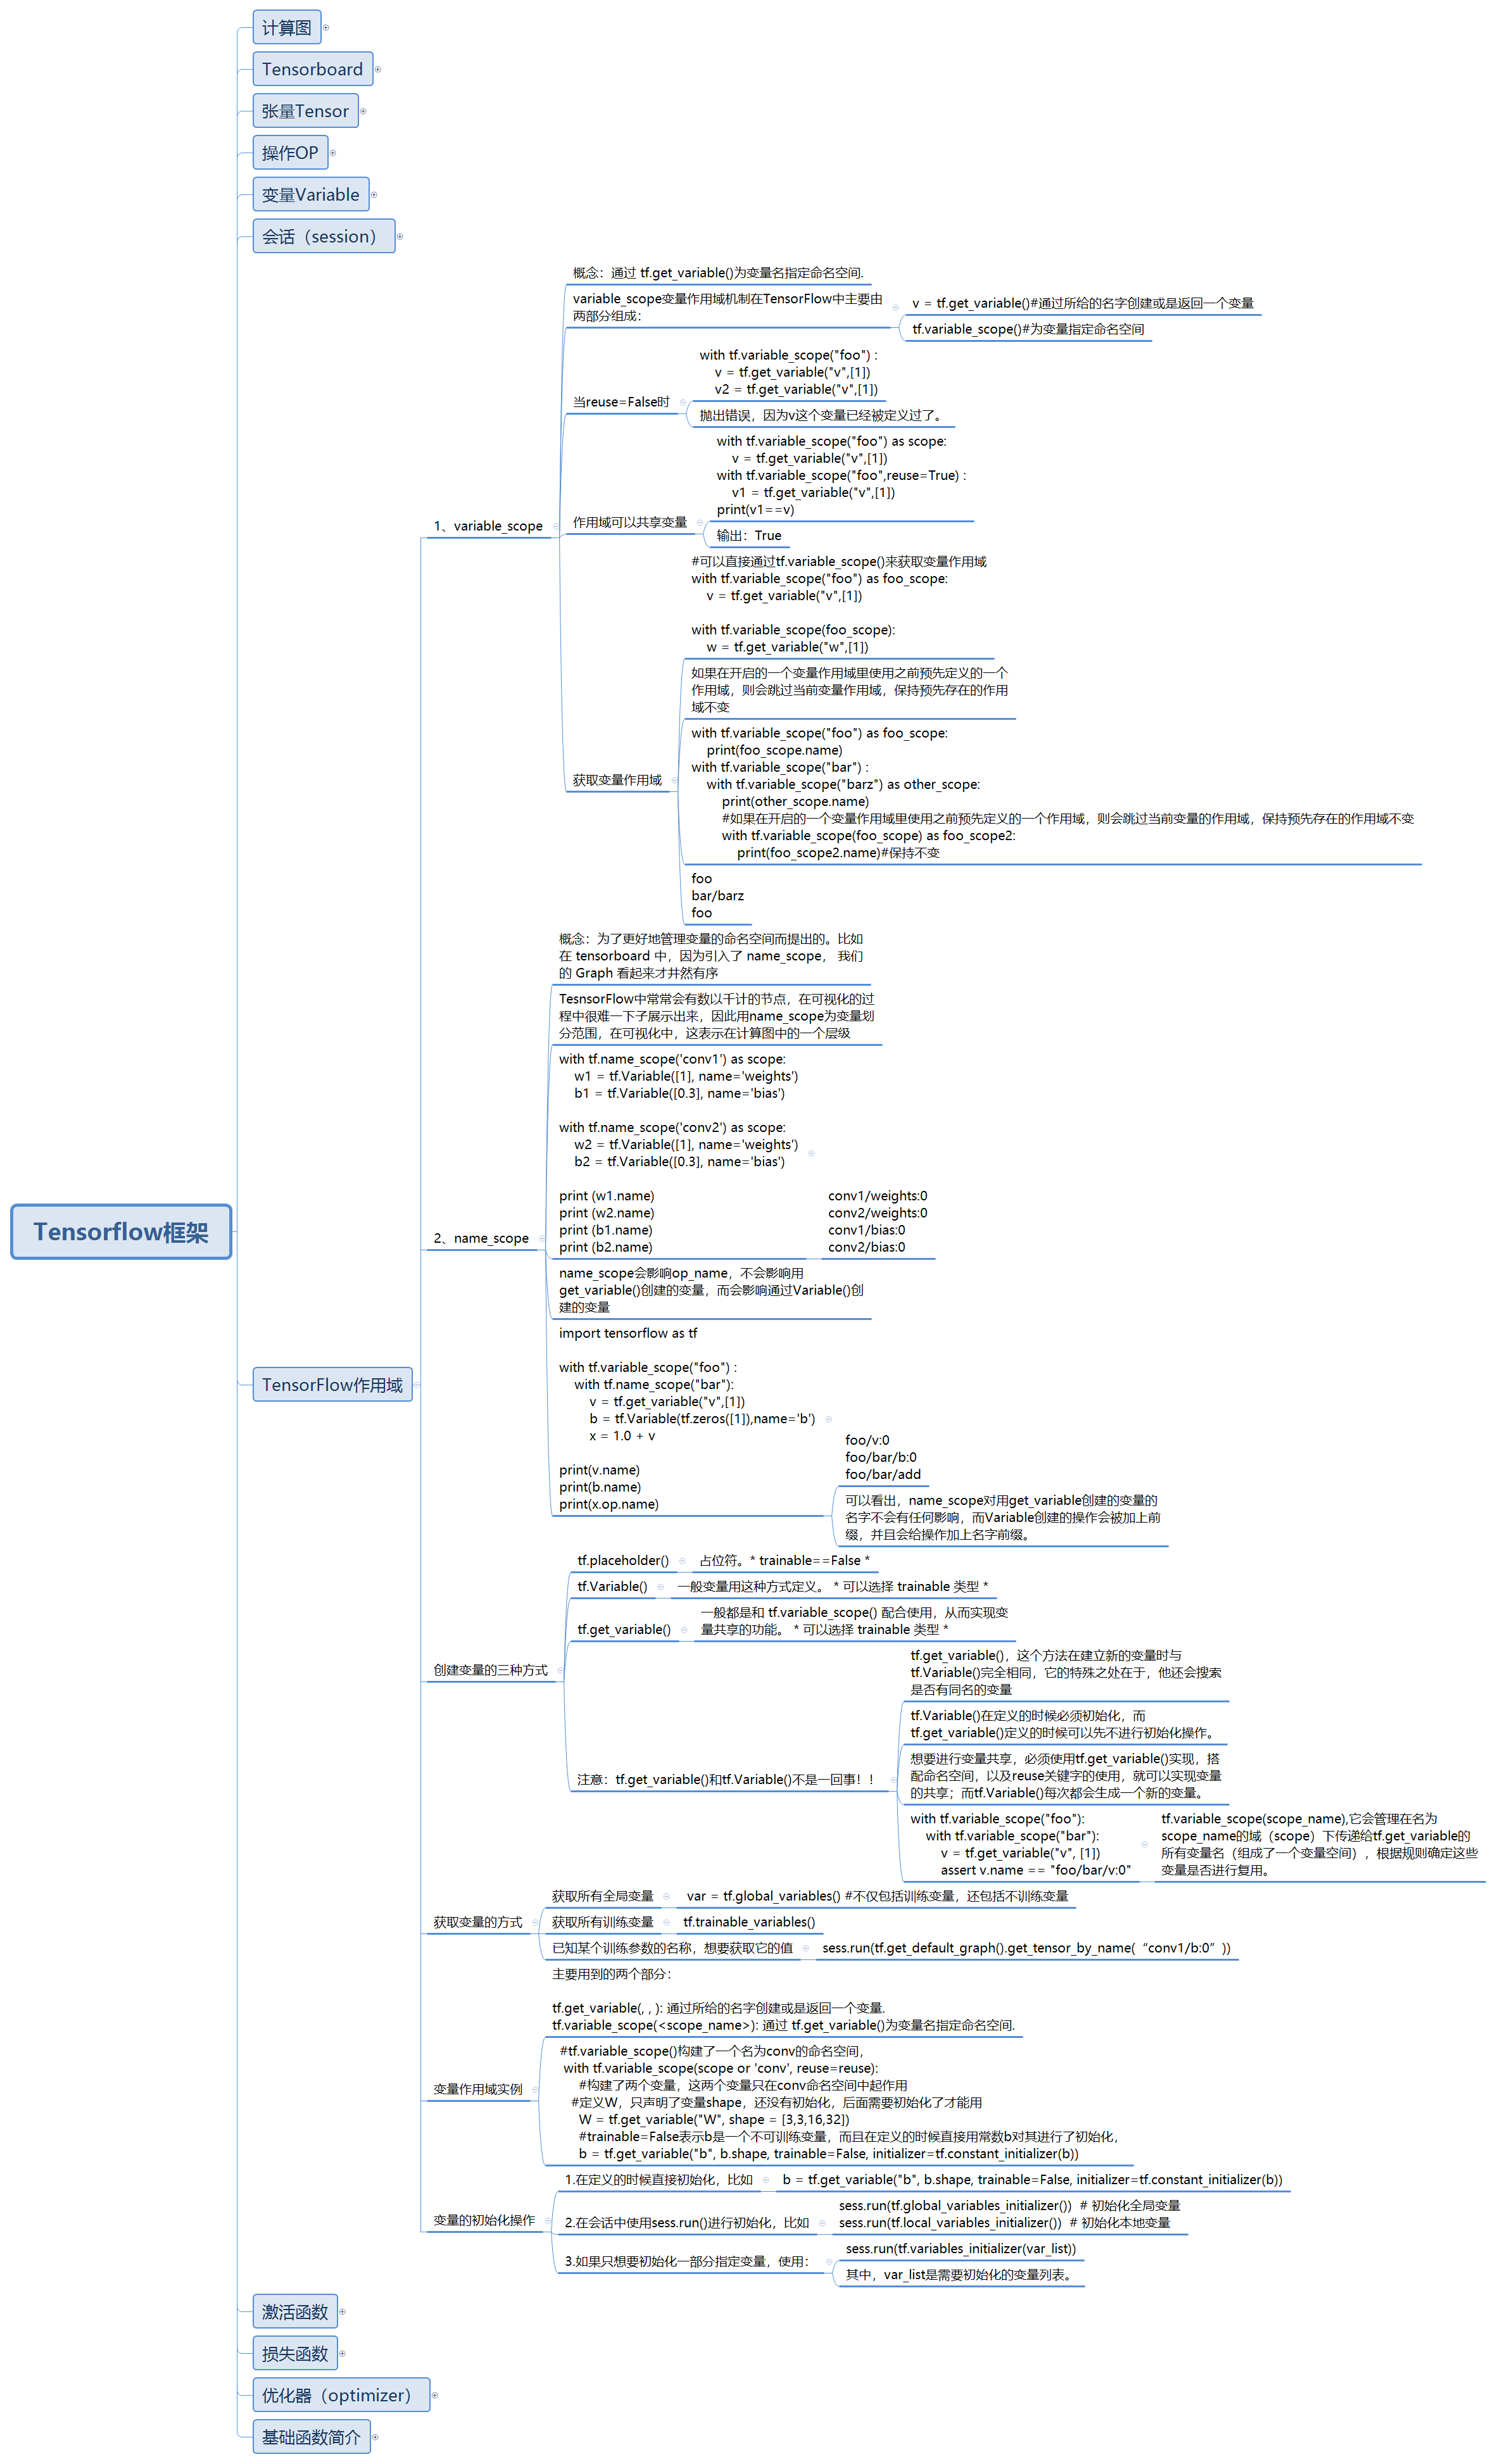 计算图
Tensorboard
张量Tensor
操作OP
变量Variable
会话（session）
Tensorflow框架
TensorFlow作用域
1、variable_scope
概念：通过 tf.get_variable()为变量名指定命名空间.
variable_scope变量作用域机制在TensorFlow中主要由
两部分组成：
v = tf.get_variable()#通过所给的名字创建或是返回一个变量
tf.variable_scope()#为变量指定命名空间
当reuse=False时
with tf.variable_scope("foo") :
v = tf.get_variable("v",[1])
v2 = tf.get_variable("v",[1])
抛出错误，因为v这个变量已经被定义过了。
作用域可以共享变量
with tf.variable_scope("foo") as scope:
v = tf.get_variable("v",[1])
with tf.variable_scope("foo",reuse=True) :
v1 = tf.get_variable("v",[1])
print(v1==v)
输出：True
获取变量作用域
#可以直接通过tf.variable_scope()来获取变量作用域
with tf.variable_scope("foo") as foo_scope:
v = tf.get_variable("v",[1])
with tf.variable_scope(foo_scope):
w = tf.get_variable("w",[1])
如果在开启的一个变量作用域里使用之前预先定义的一个
作用域，则会跳过当前变量作用域，保持预先存在的作用
域不变
with tf.variable_scope("foo") as foo_scope:
print(foo_scope.name)
with tf.variable_scope("bar") :
with tf.variable_scope("barz") as other_scope:
print(other_scope.name)
#如果在开启的一个变量作用域里使用之前预先定义的一个作用域，则会跳过当前变量的作用域，保持预先存在的作用域不变
with tf.variable_scope(foo_scope) as foo_scope2:
print(foo_scope2.name)#保持不变
foo
bar/barz
foo
2、name_scope
概念：为了更好地管理变量的命名空间而提出的。比如
在 tensorboard 中，因为引入了 name_scope， 我们
的 Graph 看起来才井然有序
TesnsorFlow中常常会有数以千计的节点，在可视化的过
程中很难一下子展示出来，因此用name_scope为变量划
分范围，在可视化中，这表示在计算图中的一个层级
with tf.name_scope('conv1') as scope:
w1 = tf.Variable([1], name='weights')
b1 = tf.Variable([0.3], name='bias')
with tf.name_scope('conv2') as scope:
w2 = tf.Variable([1], name='weights')
b2 = tf.Variable([0.3], name='bias')
print (w1.name)
print (w2.name)
print (b1.name)
print (b2.name)
conv1/weights:0
conv2/weights:0
conv1/bias:0
conv2/bias:0
name_scope会影响op_name，不会影响用
get_variable()创建的变量，而会影响通过Variable()创
建的变量
import tensorflow as tf
with tf.variable_scope("foo") :
with tf.name_scope("bar"):
v = tf.get_variable("v",[1])
b = tf.Variable(tf.zeros([1]),name='b')
x = 1.0 + v
print(v.name)
print(b.name)
print(x.op.name)
foo/v:0
foo/bar/b:0
foo/bar/add
可以看出，name_scope对用get_variable创建的变量的
名字不会有任何影响，而Variable创建的操作会被加上前
缀，并且会给操作加上名字前缀。
创建变量的三种方式
tf.placeholder()
占位符。* trainable==False *
tf.Variable()
一般变量用这种方式定义。 * 可以选择 trainable 类型 *
tf.get_variable()
一般都是和 tf.variable_scope() 配合使用，从而实现变
量共享的功能。 * 可以选择 trainable 类型 *
注意：tf.get_variable()和tf.Variable()不是一回事！！
tf.get_variable()，这个方法在建立新的变量时与
tf.Variable()完全相同，它的特殊之处在于，他还会搜索
是否有同名的变量
tf.Variable()在定义的时候必须初始化，而
tf.get_variable()定义的时候可以先不进行初始化操作。
想要进行变量共享，必须使用tf.get_variable()实现，搭
配命名空间，以及reuse关键字的使用，就可以实现变量
的共享；而tf.Variable()每次都会生成一个新的变量。
with tf.variable_scope("foo"):
with tf.variable_scope("bar"):
v = tf.get_variable("v", [1])
assert v.name == "foo/bar/v:0"
tf.variable_scope(scope_name),它会管理在名为
scope_name的域（scope）下传递给tf.get_variable的
所有变量名（组成了一个变量空间），根据规则确定这些
变量是否进行复用。
获取变量的方式
获取所有全局变量
var = tf.global_variables() #不仅包括训练变量，还包括不训练变量
获取所有训练变量
tf.trainable_variables()
已知某个训练参数的名称，想要获取它的值
sess.run(tf.get_default_graph().get_tensor_by_name(“conv1/b:0”))
变量作用域实例
主要用到的两个部分：
tf.get_variable(, , ): 通过所给的名字创建或是返回一个变量.
tf.variable_scope(<scope_name>): 通过 tf.get_variable()为变量名指定命名空间.
#tf.variable_scope()构建了一个名为conv的命名空间，
with tf.variable_scope(scope or 'conv', reuse=reuse):
#构建了两个变量，这两个变量只在conv命名空间中起作用
#定义W，只声明了变量shape，还没有初始化，后面需要初始化了才能用
W = tf.get_variable("W", shape = [3,3,16,32])
#trainable=False表示b是一个不可训练变量，而且在定义的时候直接用常数b对其进行了初始化，
b = tf.get_variable("b", b.shape, trainable=False, initializer=tf.constant_initializer(b))
变量的初始化操作
1.在定义的时候直接初始化，比如
b = tf.get_variable("b", b.shape, trainable=False, initializer=tf.constant_initializer(b))
2.在会话中使用sess.run()进行初始化，比如
sess.run(tf.global_variables_initializer()) # 初始化全局变量
sess.run(tf.local_variables_initializer()) # 初始化本地变量
3.如果只想要初始化一部分指定变量，使用：
sess.run(tf.variables_initializer(var_list))
其中，var_list是需要初始化的变量列表。
激活函数
损失函数
优化器（optimizer）
基础函数简介